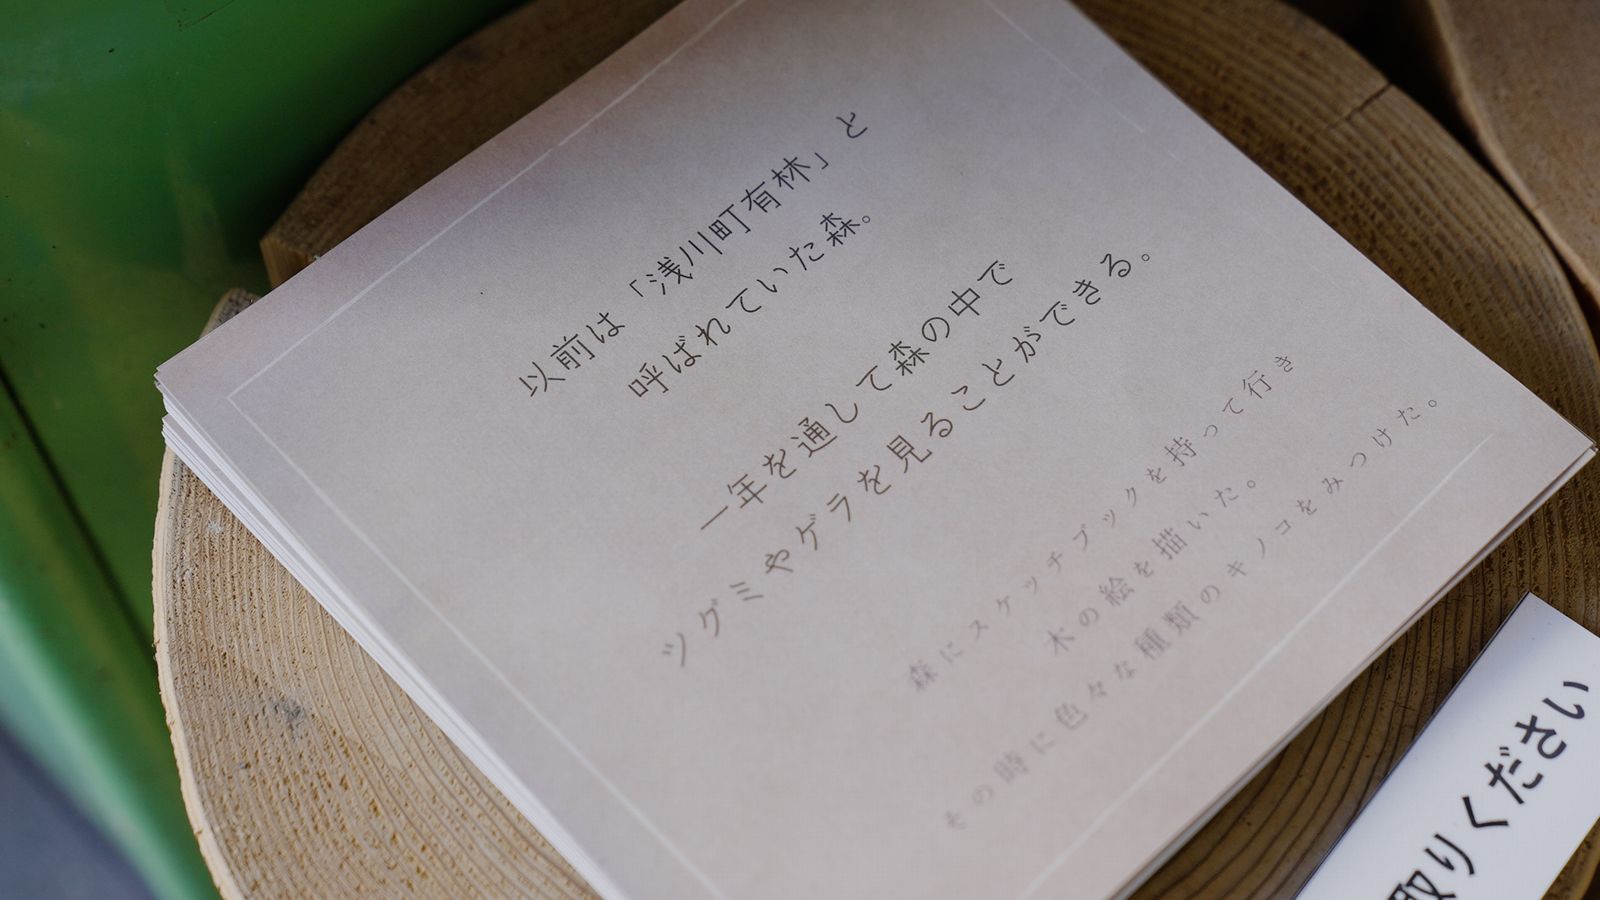 以前は「浅川町有林」と
呼ばれていた森。
一年を通して森の中で
ツグミやゲラを見ることができる。
森にスケッチブックを持って行き
木の絵を描いた。
その時に色々な種類のキノコをみつけた。
取りください